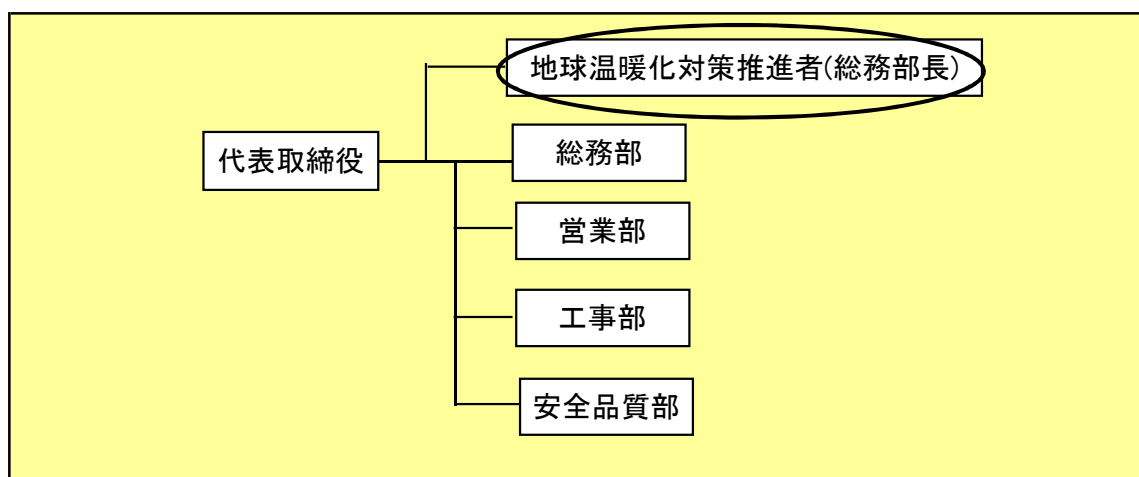 地球温暖化対策推進者(総務部長)
代表取締役
総務部
営業部
工事部
安全品質部